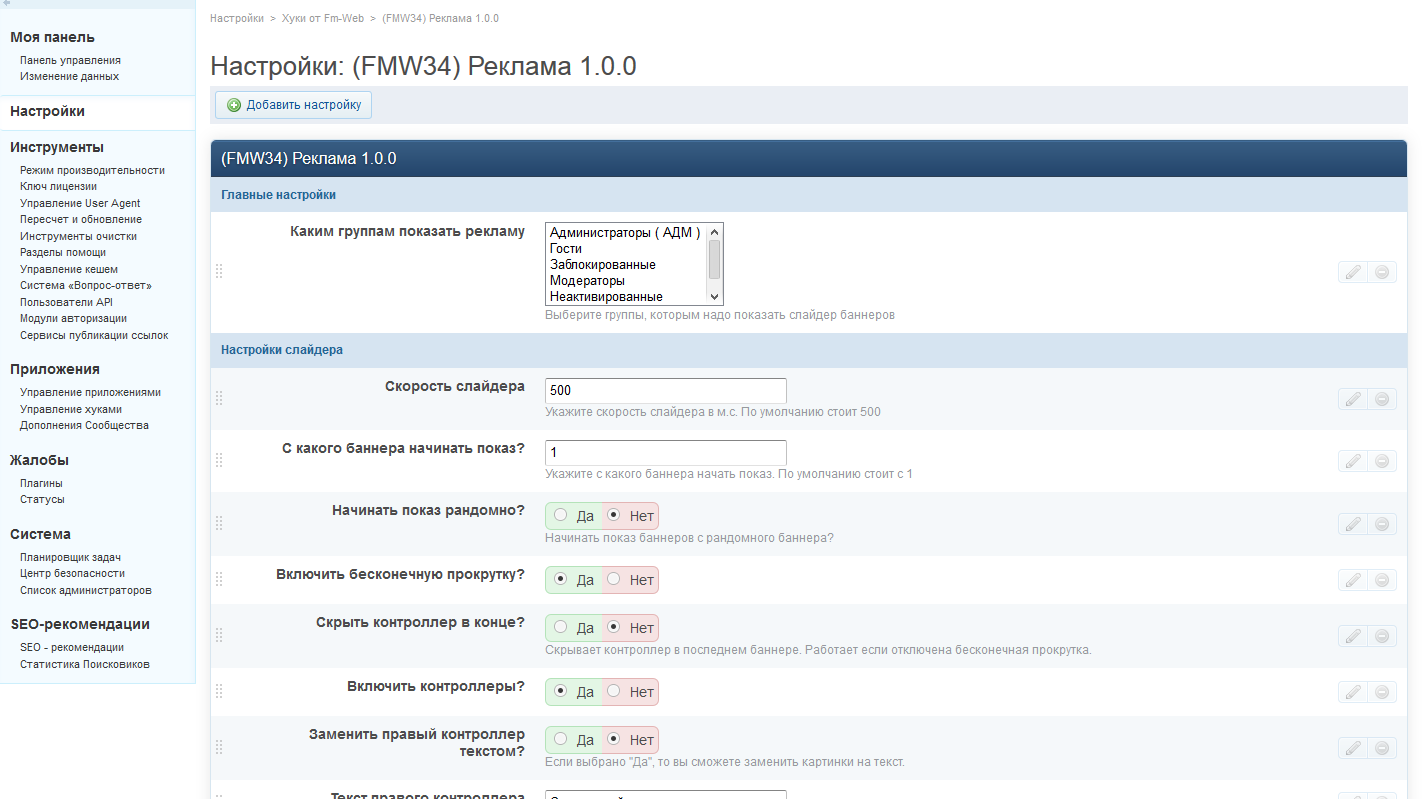 Моя панель
Панель управления
Изменение данных
Настройки
Инструменты
Режим производительности
Ключ лицензии
Управление User Agent
Пересчет и обновление
Инструменты очистки
Разделы помощи
Управление кешем
Система «Вопрос-ответ»
Пользователи API
Модули авторизации
Сервисы публикации ссылок
Приложения
Управление приложениями
Управление хуками
Дополнения Сообщества
Жалобы
Плагины
Статусы
Система
Планировщик задач
Центр безопасности
Список администраторов
SEO-рекомендации
SEO - рекомендации
Статистика Поисковиков
Настройки > Хуки от Fm-Web > (FMW34) Реклама 1.0.0
Настройки: (FMW34) Реклама 1.0.0
Добавить настройку
(FMW34) Реклама 1.0.0
Главные настройки
Каким группам показать рекламу
Администраторы ( АДМ )
Гости
Заблокированные
Модераторы
Неактивированные
Выберите группы, которым надо показать слайдер баннеров
Настройки слайдера
Скорость слайдера
500
Укажите скорость слайдера в м.с. По умолчанию стоит 500
С какого баннера начинать показ?
1
Укажите с какого баннера начать показ. По умолчанию стоит с 1
Начинать показ рандомно?
Да Нет
Начинать показ баннеров с рандомного баннера?
Включить бесконечную прокрутку?
Да Нет
Скрыть контроллер в конце?
Да Нет
Скрывает контроллер в последнем баннере. Работает если отключена бесконечная прокрутка.
Включить контроллеры?
Да Нет
Заменить правый контроллер
текстом?
Да Нет
Если выбрано "Да", то вы сможете заменить картинки на текст.
Текст правого контроллера